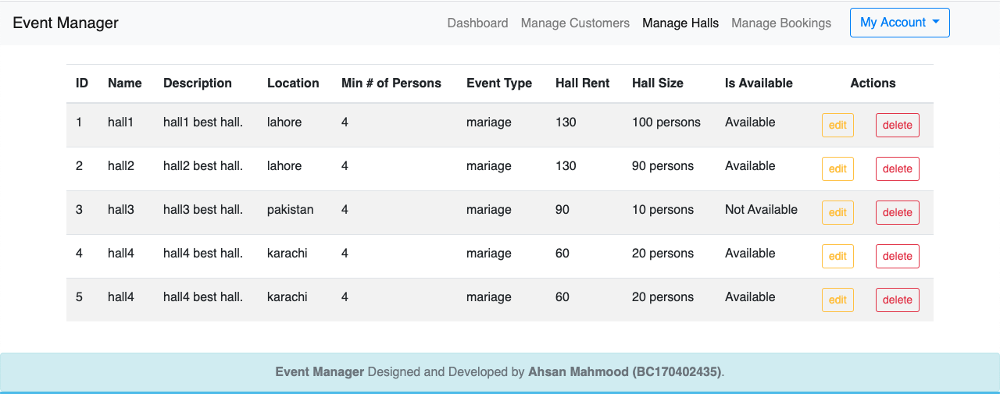 Event Manager Dashboard Manage Customers Manage Halls Manage Bookings My Account
ID Name Description Location Min # of Persons Event Type Hall Rent Hall Size Is Available Actions
1 hall1 hall1 best hall. lahore 4 mariage 130 100 persons Available edit delete
2 hall2 hall2 best hall. lahore 4 mariage 130 90 persons Available edit delete
3 hall3 hall3 best hall. pakistan 4 mariage 90 10 persons Not Available edit delete
4 hall4 hall4 best hall. karachi 4 mariage 60 20 persons Available edit delete
5 hall4 hall4 best hall. karachi 4 mariage 60 20 persons Available edit delete
Event Manager Designed and Developed by Ahsan Mahmood (BC170402435).